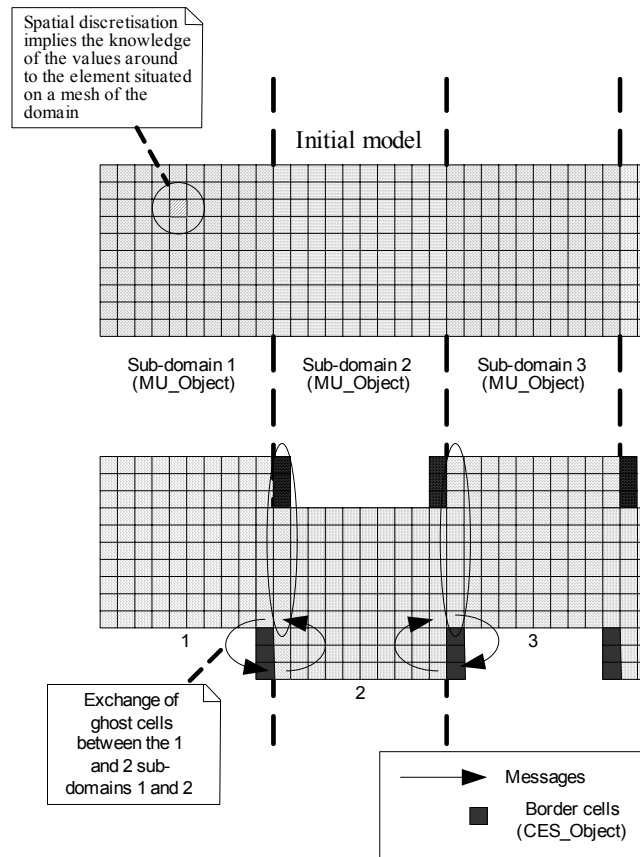 Spatial discretisation
implies the knowledge
of the values around
to the element situated
on a mesh of the
domain
Initial model
Sub-domain 1
(MU_Object)
Sub-domain 2
(MU_Object)
Sub-domain 3
(MU_Object)
1
3
2
Exchange of
ghost cells
between the 1
and 2 sub-
domains 1 and 2
Messages
Border cells
(CES_Object)